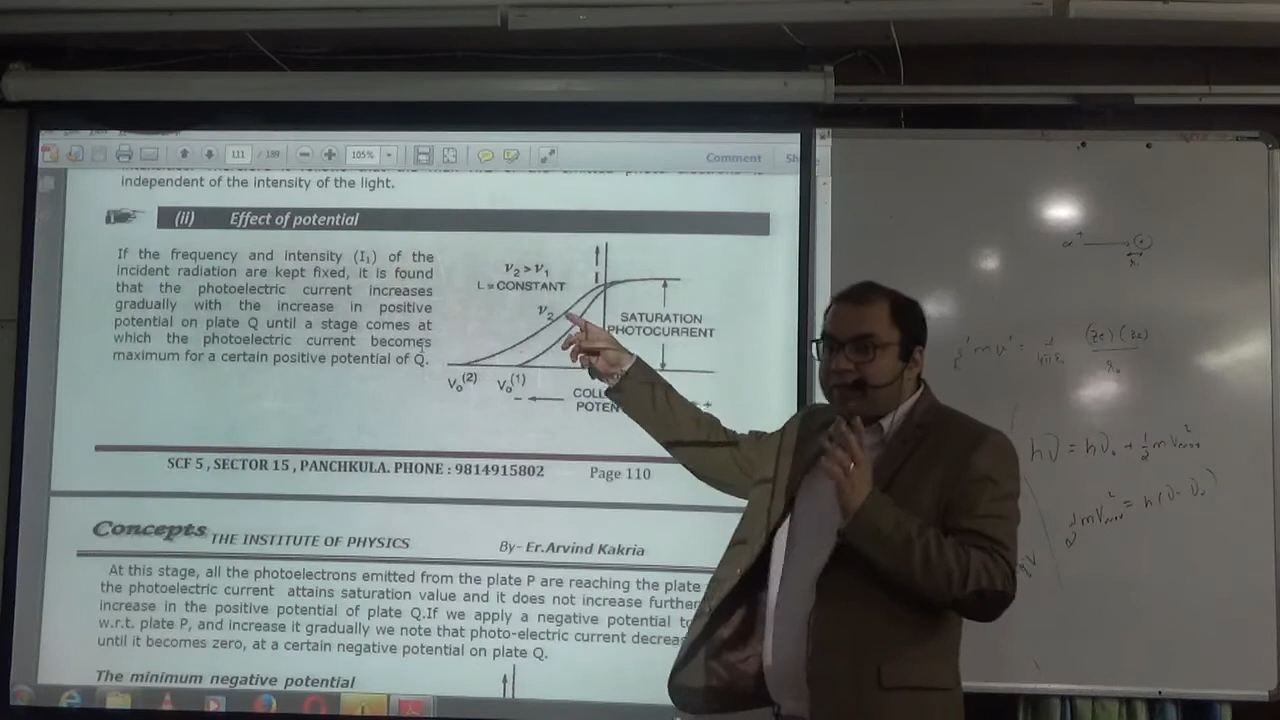 111 / 189
105%
Comment
independent of the intensity of the light.
(ii) Effect of potential
If the frequency and intensity (I₁) of the
incident radiation are kept fixed, it is found
that the photoelectric current increases
gradually with the increase in positive
potential on plate Q until a stage comes at
which the photoelectric current becomes
maximum for a certain positive potential of Q.
ν₂ > ν₁
L = CONSTANT
I
ν₂
SATURATION
PHOTOCURRENT
V₀⁽²⁾ V₀⁽¹⁾
− +
SCF 5 , SECTOR 15 , PANCHKULA. PHONE : 9814915802 Page 110
Concepts THE INSTITUTE OF PHYSICS By- Er.Arvind Kakria
At this stage, all the photoelectrons emitted from the plate P are reaching the plate
the photoelectric current attains saturation value and it does not increase further
increase in the positive potential of plate Q.If we apply a negative potential
w.r.t. plate P, and increase it gradually we note that photo-electric current
until it becomes zero, at a certain negative potential on plate Q.
The minimum negative potential
hν = hν₀ + ½mVmax²
½mVmax² = h(ν - ν₀)